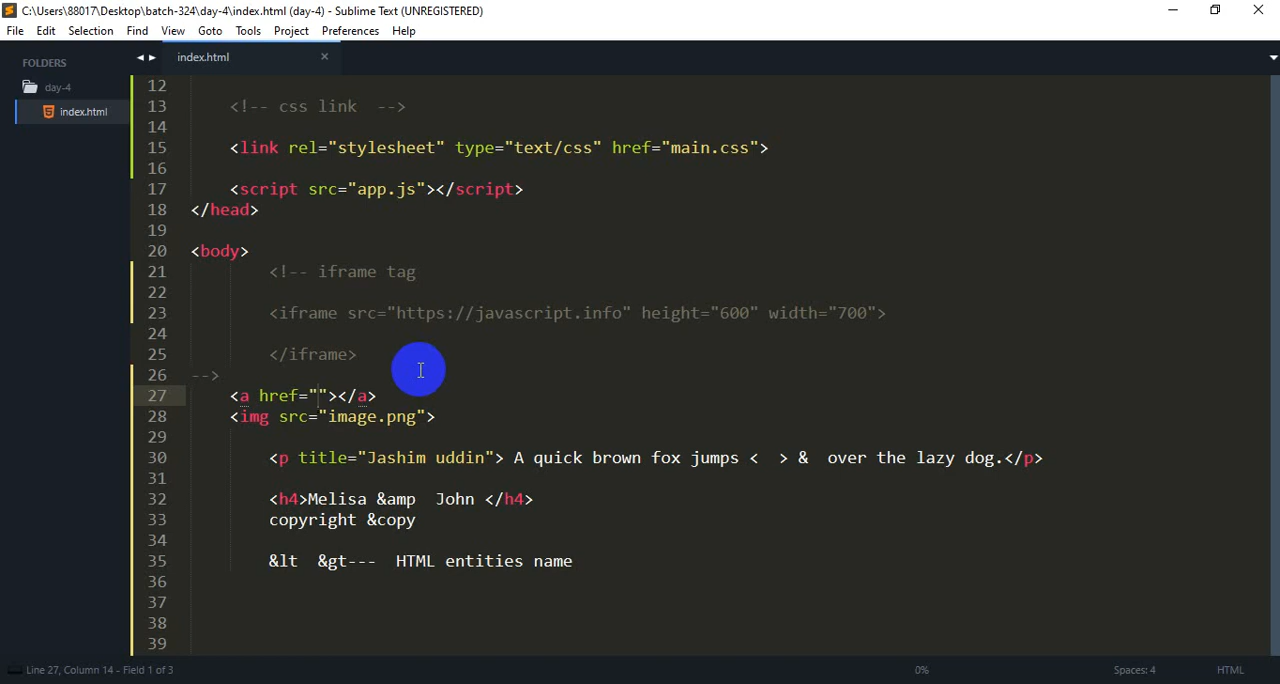 C:\Users\88017\Desktop\batch-324\day-4\index.html (day-4) - Sublime Text (UNREGISTERED)
File Edit Selection Find View Goto Tools Project Preferences Help
FOLDERS
day-4
index.html
index.html
12
13 <!-- css link -->
14
15 <link rel="stylesheet" type="text/css" href="main.css">
16
17 <script src="app.js"></script>
18 </head>
19
20 <body>
21 <!-- iframe tag
22
23 <iframe src="https://javascript.info" height="600" width="700">
24
25 </iframe>
26 -->
27 <a href=""></a>
28 <img src="image.png">
29
30 <p title="Jashim uddin"> A quick brown fox jumps <  > &  over the lazy dog.</p>
31
32 <h4>Melisa &amp  John </h4>
33 copyright &copy
34
35 &lt  &gt---  HTML entities name
36
37
38
39
Line 27, Column 14 - Field 1 of 3 0% Spaces: 4 HTML